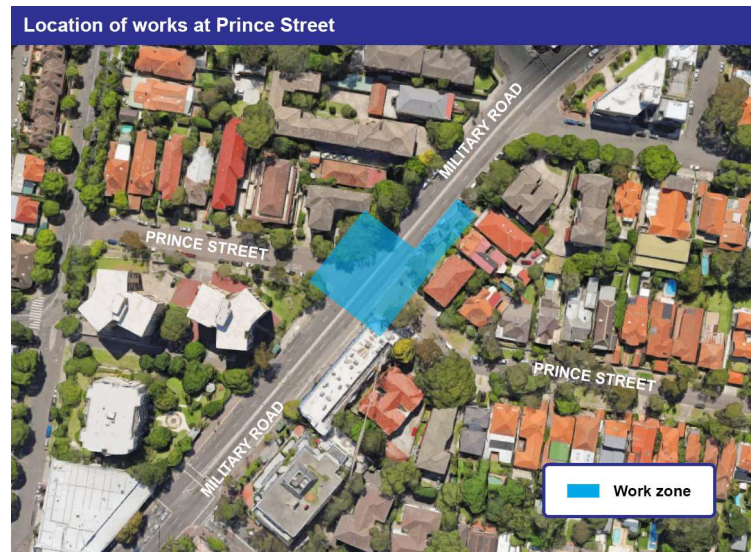 Location of works at Prince Street
MILITARY ROAD
PRINCE STREET
PRINCE STREET
MILITARY ROAD
Work zone